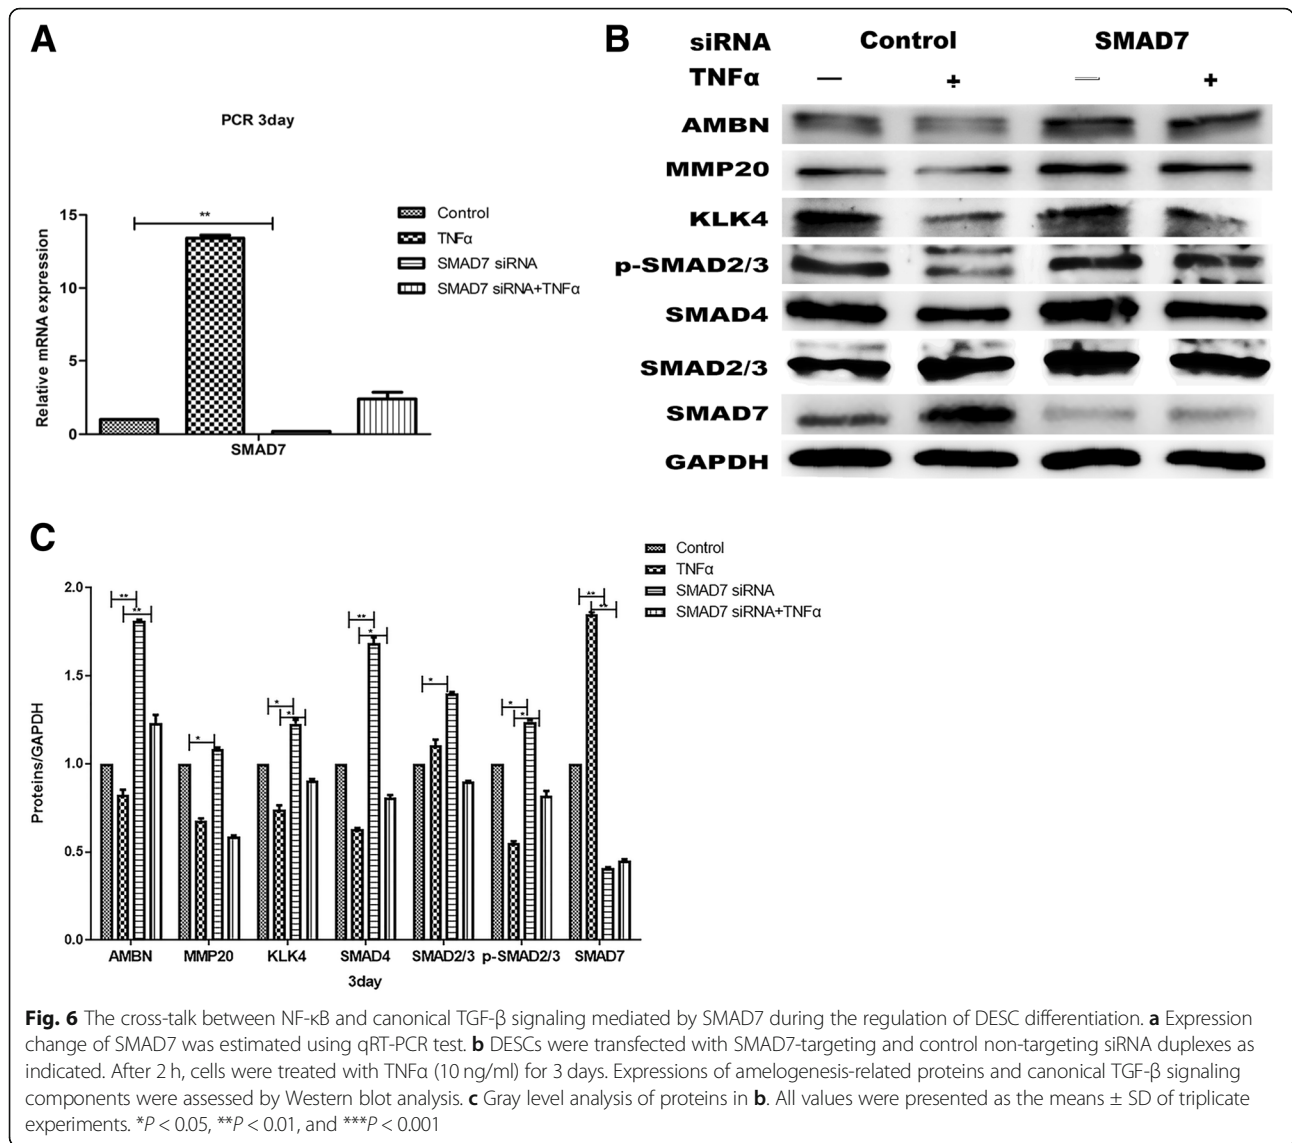 A
PCR 3day
Relative mRNA expression
15
10
5
0
**
SMAD7
Control
TNFα
SMAD7 siRNA
SMAD7 siRNA+TNFα
B
siRNA Control SMAD7
TNFα — + — +
AMBN
MMP20
KLK4
p-SMAD2/3
SMAD4
SMAD2/3
SMAD7
GAPDH
C
Control
TNFα
SMAD7 siRNA
SMAD7 siRNA+TNFα
Proteins/GAPDH
2.0
1.5
1.0
0.5
0.0
** ** * * * ** * * * * ** **
AMBN MMP20 KLK4 SMAD4 SMAD2/3 p-SMAD2/3 SMAD7
3day
Fig. 6 The cross-talk between NF-κB and canonical TGF-β signaling mediated by SMAD7 during the regulation of DESC differentiation. a Expression
change of SMAD7 was estimated using qRT-PCR test. b DESCs were transfected with SMAD7-targeting and control non-targeting siRNA duplexes as
indicated. After 2 h, cells were treated with TNFα (10 ng/ml) for 3 days. Expressions of amelogenesis-related proteins and canonical TGF-β signaling
components were assessed by Western blot analysis. c Gray level analysis of proteins in b. All values were presented as the means ± SD of triplicate
experiments. *P < 0.05, **P < 0.01, and ***P < 0.001